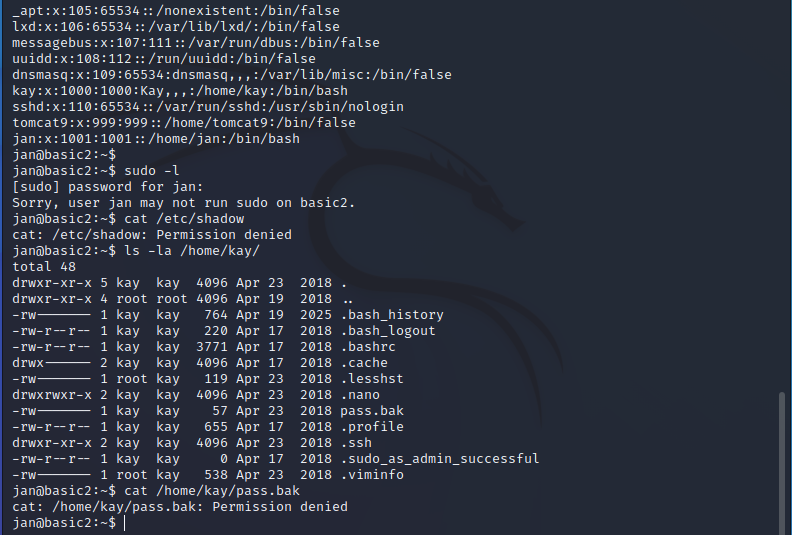 _apt:x:105:65534::/nonexistent:/bin/false
lxd:x:106:65534::/var/lib/lxd/:/bin/false
messagebus:x:107:111::/var/run/dbus:/bin/false
uuidd:x:108:112::/run/uuidd:/bin/false
dnsmasq:x:109:65534:dnsmasq,,,:/var/lib/misc:/bin/false
kay:x:1000:1000:Kay,,,:/home/kay:/bin/bash
sshd:x:110:65534::/var/run/sshd:/usr/sbin/nologin
tomcat9:x:999:999::/home/tomcat9:/bin/false
jan:x:1001:1001::/home/jan:/bin/bash
jan@basic2:~$
jan@basic2:~$ sudo -l
[sudo] password for jan:
Sorry, user jan may not run sudo on basic2.
jan@basic2:~$ cat /etc/shadow
cat: /etc/shadow: Permission denied
jan@basic2:~$ ls -la /home/kay/
total 48
drwxr-xr-x 5 kay  kay  4096 Apr 23  2018 .
drwxr-xr-x 4 root root 4096 Apr 19  2018 ..
-rw------- 1 kay  kay   764 Apr 19  2025 .bash_history
-rw-r--r-- 1 kay  kay   220 Apr 17  2018 .bash_logout
-rw-r--r-- 1 kay  kay  3771 Apr 17  2018 .bashrc
drwx------ 2 kay  kay  4096 Apr 17  2018 .cache
-rw------- 1 root kay   119 Apr 23  2018 .lesshst
drwxrwxr-x 2 kay  kay  4096 Apr 23  2018 .nano
-rw------- 1 kay  kay    57 Apr 23  2018 pass.bak
-rw-r--r-- 1 kay  kay   655 Apr 17  2018 .profile
drwxr-xr-x 2 kay  kay  4096 Apr 23  2018 .ssh
-rw-r--r-- 1 kay  kay     0 Apr 17  2018 .sudo_as_admin_successful
-rw------- 1 root kay   538 Apr 23  2018 .viminfo
jan@basic2:~$ cat /home/kay/pass.bak
cat: /home/kay/pass.bak: Permission denied
jan@basic2:~$